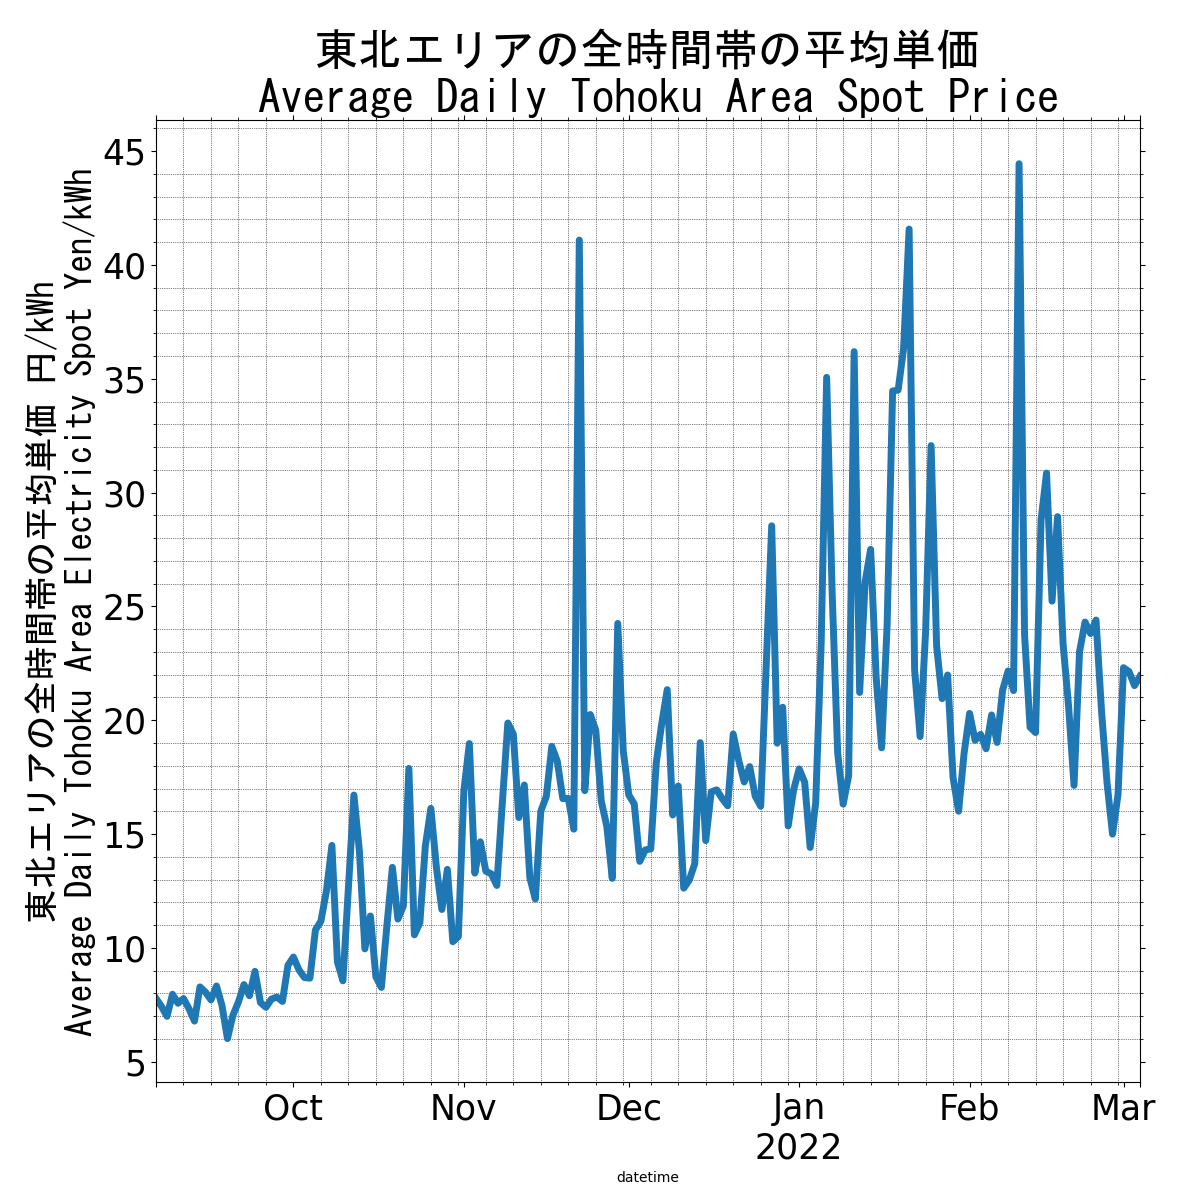 東北エリアの全時間帯の平均単価
Average Daily Tohoku Area Spot Price
東北エリアの全時間帯の平均単価 円/kWh
Average Daily Tohoku Area Electricity Spot Yen/kWh
45
40
35
30
25
20
15
10
5
Oct
Nov
Dec
Jan
2022
Feb
Mar
datetime